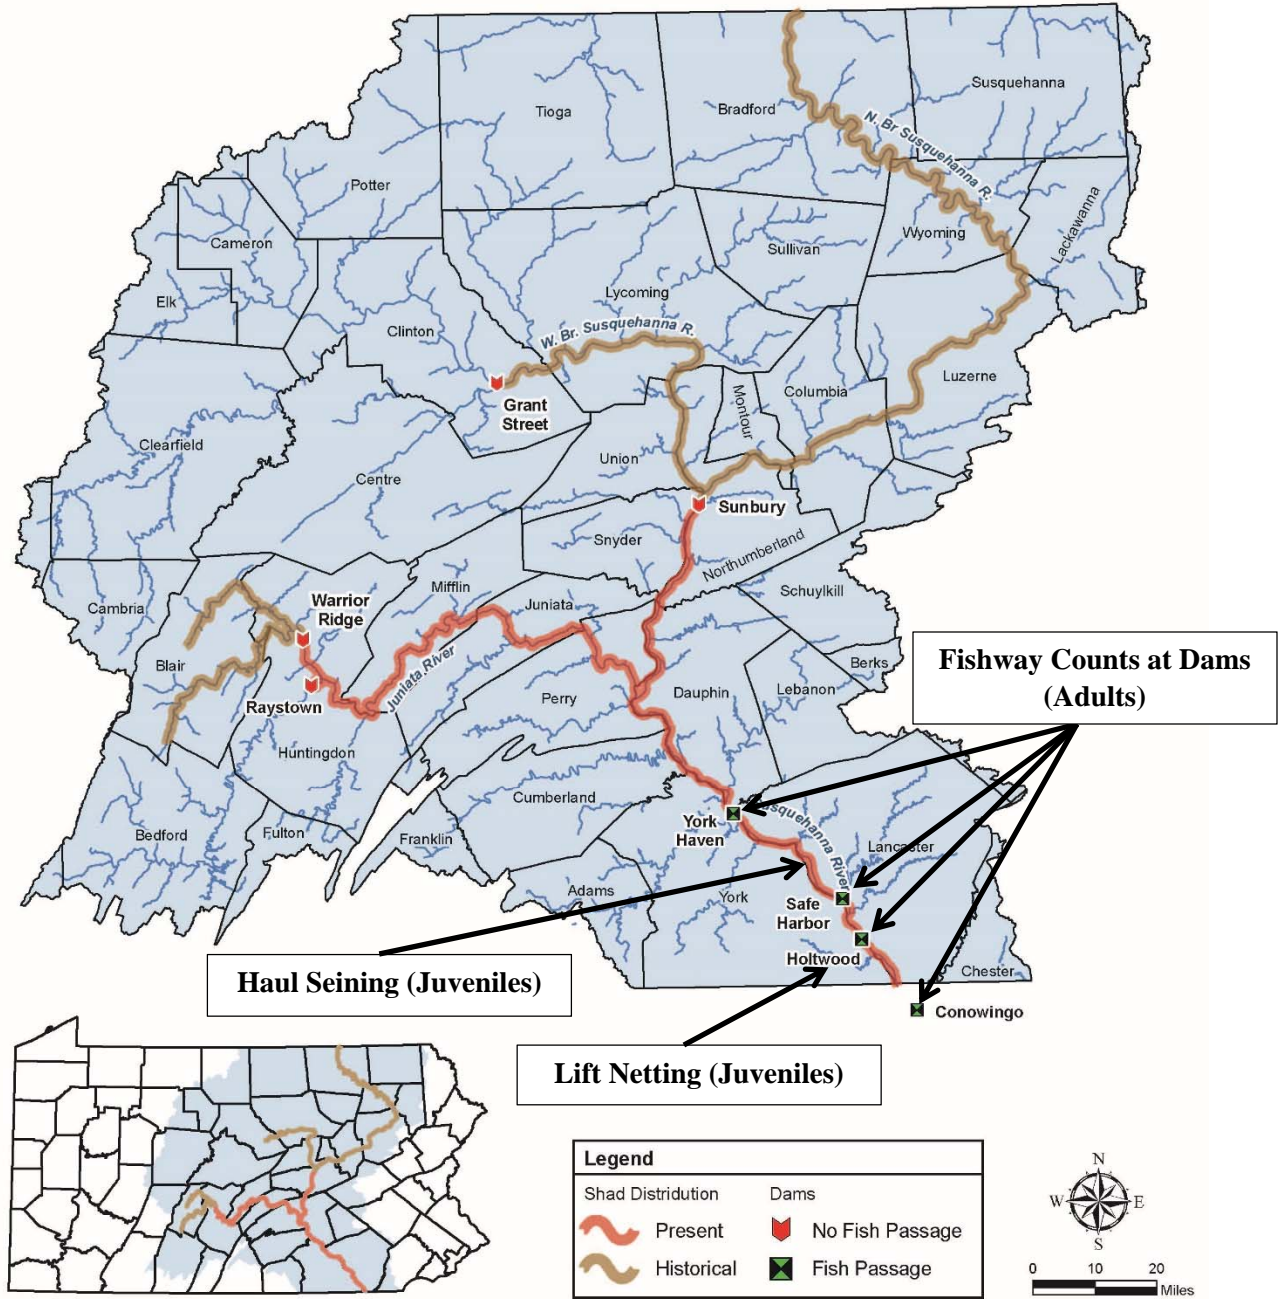 Susquehanna
Tioga
Bradford
N. Br Susquehanna R.
Potter
Lackawanna
Cameron
Wyoming
Sullivan
Elk
Lycoming
Clinton
W. Br. Susquehanna R.
Luzerne
Columbia
Montour
Grant
Street
Clearfield
Union
Centre
Sunbury
Snyder
Northumberland
Mifflin
Schuylkill
Warrior
Ridge
Juniata
Cambria
Blair
Berks
Fishway Counts at Dams
(Adults)
Juniata River
Lebanon
Dauphin
Perry
Raystown
Huntingdon
Cumberland
York
Haven
Susquehanna River
Bedford
Fulton
Franklin
Lancaster
Adams
York
Safe
Harbor
Holtwood
Chester
Haul Seining (Juveniles)
Conowingo
Lift Netting (Juveniles)
Legend
Shad Distridution
Dams
Present
No Fish Passage
Historical
Fish Passage
N
W
E
S
0
10
20
Miles